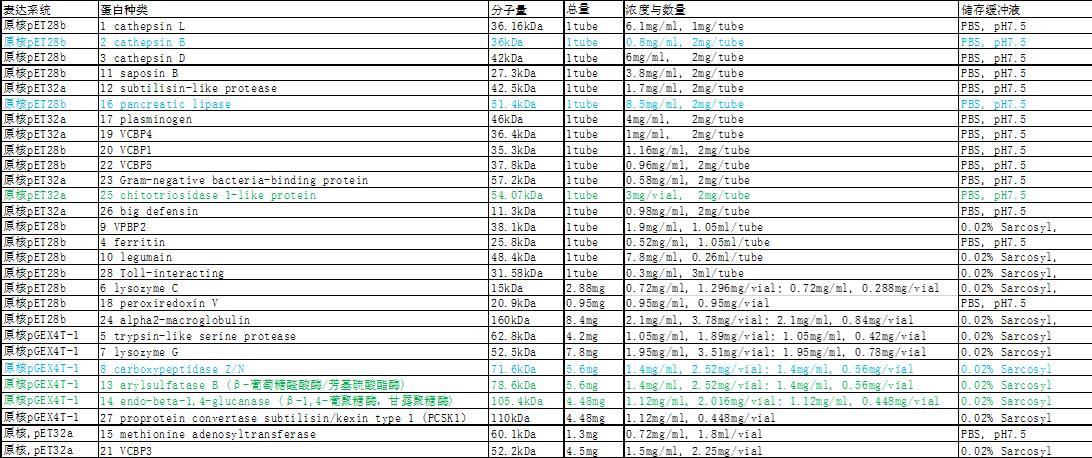 表达系统 蛋白种类 分子量 总量 浓度与数量 储存缓冲液
原核pET28b 1 cathepsin L 36.16kDa 1tube 6.1mg/ml, 1mg/tube PBS, pH7.5
原核pET28b 2 cathepsin B 36kDa 1tube 0.8mg/ml, 2mg/tube PBS, pH7.5
原核pET28b 3 cathepsin D 42kDa 1tube 6mg/ml, 2mg/tube PBS, pH7.5
原核pET28b 11 saposin B 27.3kDa 1tube 3.8mg/ml, 2mg/tube PBS, pH7.5
原核pET32a 12 subtilisin-like protease 42.5kDa 1tube 1.7mg/ml, 2mg/tube PBS, pH7.5
原核pET28b 16 pancreatic lipase 51.4kDa 1tube 8.5mg/ml, 2mg/tube PBS, pH7.5
原核pET32a 17 plasminogen 46kDa 1tube 4mg/ml, 2mg/tube PBS, pH7.5
原核pET32a 19 VCBP4 36.4kDa 1tube 1mg/ml, 2mg/tube PBS, pH7.5
原核pET28b 20 VCBP1 35.3kDa 1tube 1.16mg/ml, 2mg/tube PBS, pH7.5
原核pET28b 22 VCBP5 37.8kDa 1tube 0.96mg/ml, 2mg/tube PBS, pH7.5
原核pET32a 23 Gram-negative bacteria-binding protein 57.2kDa 1tube 0.58mg/ml, 2mg/tube PBS, pH7.5
原核pET32a 25 chitotriosidase 1-like protein 54.07kDa 1tube 3mg/vial, 2mg/tube PBS, pH7.5
原核pET32a 26 big defensin 11.3kDa 1tube 0.98mg/ml, 2mg/tube PBS, pH7.5
原核pET28b 9 VPBP2 38.1kDa 1tube 1.9mg/ml, 1.05ml/tube 0.02% Sarcosyl,
原核pET28b 4 ferritin 25.8kDa 1tube 0.52mg/ml, 1.05ml/tube PBS, pH7.5
原核pET28b 10 legumain 48.4kDa 1tube 7.8mg/ml, 0.26ml/tube 0.02% Sarcosyl,
原核pET28b 28 Toll-interacting 31.58kDa 1tube 0.3mg/ml, 3ml/tube 0.02% Sarcosyl,
原核pET28b 6 lysozyme C 15kDa 2.88mg 0.72mg/ml, 1.296mg/vial; 0.72mg/ml, 0.288mg/vial 0.02% Sarcosyl,
原核pET28b 18 peroxiredoxin V 20.9kDa 0.95mg 0.95mg/ml, 0.95mg/vial PBS, pH7.5
原核pET28b 24 alpha2-macroglobulin 160kDa 8.4mg 2.1mg/ml, 3.78mg/vial; 2.1mg/ml, 0.84mg/vial 0.02% Sarcosyl,
原核pGEX4T-1 5 trypsin-like serine protease 62.8kDa 4.2mg 1.05mg/ml, 1.89mg/vial; 1.05mg/ml, 0.42mg/vial 0.02% Sarcosyl
原核pGEX4T-1 7 lysozyme G 52.5kDa 7.8mg 1.95mg/ml, 3.51mg/vial; 1.95mg/ml, 0.78mg/vial 0.02% Sarcosyl
原核pGEX4T-1 8 carboxypeptidase Z/N 71.6kDa 5.6mg 1.4mg/ml, 2.52mg/vial; 1.4mg/ml, 0.56mg/vial 0.02% Sarcosyl
原核pGEX4T-1 13 arylsulfatase B (β-葡萄糖醛酸酶/芳基硫酸酯酶) 78.6kDa 5.6mg 1.4mg/ml, 2.52mg/vial; 1.4mg/ml, 0.56mg/vial 0.02% Sarcosyl
原核pGEX4T-1 14 endo-beta-1,4-glucanase (β-1,4-葡聚糖酶, 甘露聚糖酶) 105.4kDa 4.48mg 1.12mg/ml, 2.016mg/vial; 1.12mg/ml, 0.448mg/vial 0.02% Sarcosyl
原核pGEX4T-1 27 proprotein convertase subtilisin/kexin type 1 (PCSK1) 110kDa 4.48mg 1.12mg/ml, 0.448mg/vial 0.02% Sarcosyl
原核,pET32a 15 methionine adenosyltransferase 60.1kDa 1.3mg 0.72mg/ml, 1.8ml/vial PBS, pH7.5
原核,pET32a 21 VCBP3 52.2kDa 4.5mg 1.5mg/ml, 2.25mg/vial 0.02% Sarcosyl